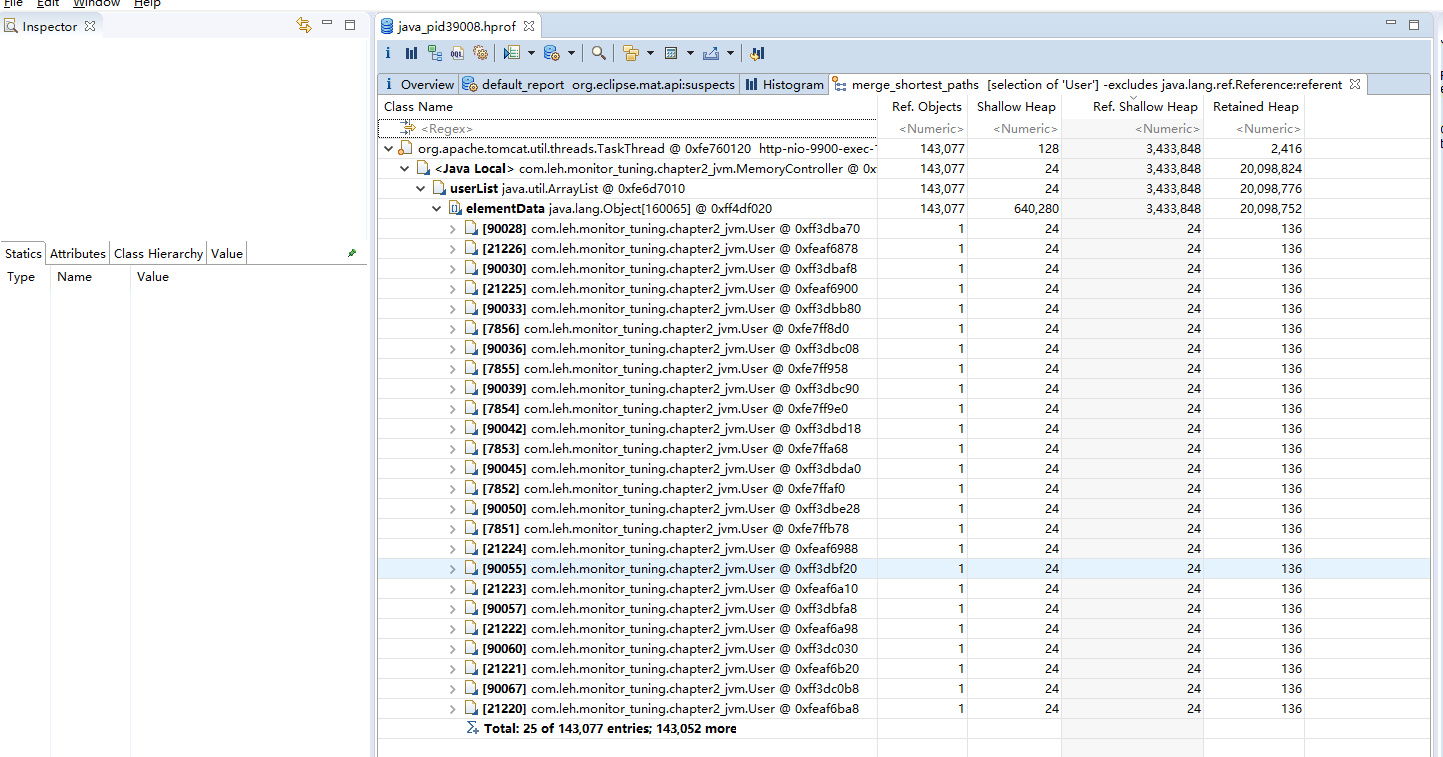 File Edit Window Help
Inspector
Statics Attributes Class Hierarchy Value
Type Name Value
java_pid39008.hprof
i Overview default_report org.eclipse.mat.api:suspects Histogram merge_shortest_paths [selection of 'User'] -excludes java.lang.ref.Reference:referent
Class Name Ref. Objects Shallow Heap Ref. Shallow Heap Retained Heap
<Regex> <Numeric> <Numeric> <Numeric> <Numeric>
org.apache.tomcat.util.threads.TaskThread @ 0xfe760120 http-nio-9900-exec- 143,077 128 3,433,848 2,416
<Java Local> com.leh.monitor_tuning.chapter2_jvm.MemoryController @ 0x 143,077 24 3,433,848 20,098,824
userList java.util.ArrayList @ 0xfe6d7010 143,077 24 3,433,848 20,098,776
elementData java.lang.Object[160065] @ 0xff4df020 143,077 640,280 3,433,848 20,098,752
[90028] com.leh.monitor_tuning.chapter2_jvm.User @ 0xff3dba70 1 24 24 136
[21226] com.leh.monitor_tuning.chapter2_jvm.User @ 0xfeaf6878 1 24 24 136
[90030] com.leh.monitor_tuning.chapter2_jvm.User @ 0xff3dbaf8 1 24 24 136
[21225] com.leh.monitor_tuning.chapter2_jvm.User @ 0xfeaf6900 1 24 24 136
[90033] com.leh.monitor_tuning.chapter2_jvm.User @ 0xff3dbb80 1 24 24 136
[7856] com.leh.monitor_tuning.chapter2_jvm.User @ 0xfe7ff8d0 1 24 24 136
[90036] com.leh.monitor_tuning.chapter2_jvm.User @ 0xff3dbc08 1 24 24 136
[7855] com.leh.monitor_tuning.chapter2_jvm.User @ 0xfe7ff958 1 24 24 136
[90039] com.leh.monitor_tuning.chapter2_jvm.User @ 0xff3dbc90 1 24 24 136
[7854] com.leh.monitor_tuning.chapter2_jvm.User @ 0xfe7ff9e0 1 24 24 136
[90042] com.leh.monitor_tuning.chapter2_jvm.User @ 0xff3dbd18 1 24 24 136
[7853] com.leh.monitor_tuning.chapter2_jvm.User @ 0xfe7ffa68 1 24 24 136
[90045] com.leh.monitor_tuning.chapter2_jvm.User @ 0xff3dbda0 1 24 24 136
[7852] com.leh.monitor_tuning.chapter2_jvm.User @ 0xfe7ffaf0 1 24 24 136
[90050] com.leh.monitor_tuning.chapter2_jvm.User @ 0xff3dbe28 1 24 24 136
[7851] com.leh.monitor_tuning.chapter2_jvm.User @ 0xfe7ffb78 1 24 24 136
[21224] com.leh.monitor_tuning.chapter2_jvm.User @ 0xfeaf6988 1 24 24 136
[90055] com.leh.monitor_tuning.chapter2_jvm.User @ 0xff3dbf20 1 24 24 136
[21223] com.leh.monitor_tuning.chapter2_jvm.User @ 0xfeaf6a10 1 24 24 136
[90057] com.leh.monitor_tuning.chapter2_jvm.User @ 0xff3dbfa8 1 24 24 136
[21222] com.leh.monitor_tuning.chapter2_jvm.User @ 0xfeaf6a98 1 24 24 136
[90060] com.leh.monitor_tuning.chapter2_jvm.User @ 0xff3dc030 1 24 24 136
[21221] com.leh.monitor_tuning.chapter2_jvm.User @ 0xfeaf6b20 1 24 24 136
[90067] com.leh.monitor_tuning.chapter2_jvm.User @ 0xff3dc0b8 1 24 24 136
[21220] com.leh.monitor_tuning.chapter2_jvm.User @ 0xfeaf6ba8 1 24 24 136
Total: 25 of 143,077 entries; 143,052 more